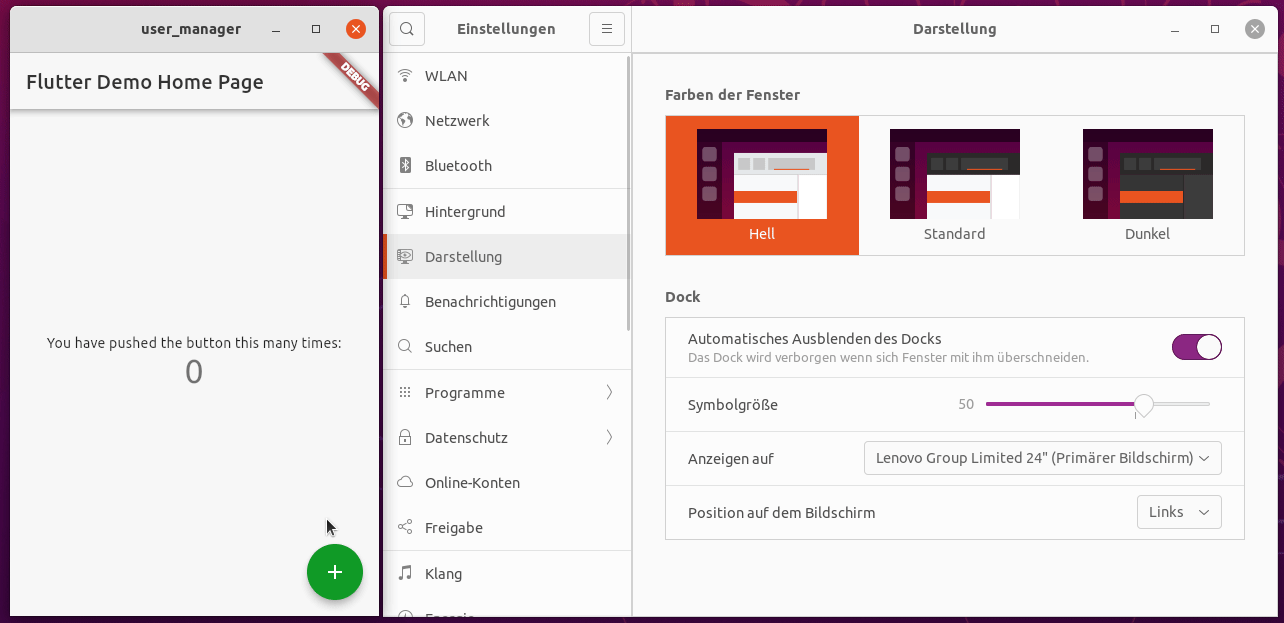 user_manager
Flutter Demo Home Page
DEBUG
You have pushed the button this many times:
0
Einstellungen
WLAN
Netzwerk
Bluetooth
Hintergrund
Darstellung
Benachrichtigungen
Suchen
Programme
Datenschutz
Online-Konten
Freigabe
Klang
Darstellung
Farben der Fenster
Hell
Standard
Dunkel
Dock
Automatisches Ausblenden des Docks
Das Dock wird verborgen wenn sich Fenster mit ihm überschneiden.
Symbolgröße
50
Anzeigen auf
Lenovo Group Limited 24" (Primärer Bildschirm)
Position auf dem Bildschirm
Links